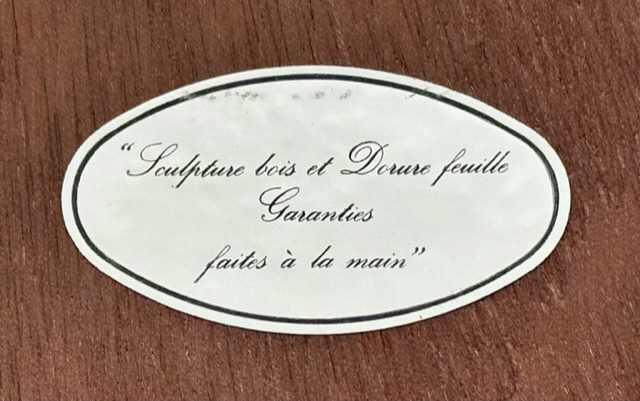 “Sculpture bois et Dorure feuille
Garanties
faites à la main”